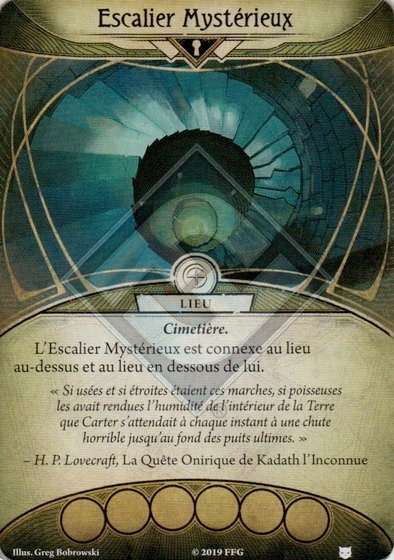 Escalier Mystérieux
LIEU
Cimetière.
L'Escalier Mystérieux est connexe au lieu
au-dessus et au lieu en dessous de lui.
« Si usées et si étroites étaient ces marches, si poisseuses
les avait rendues l'humidité de l'intérieur de la Terre
que Carter s'attendait à chaque instant à une chute
horrible jusqu'au fond des puits ultimes. »
– H. P. Lovecraft, La Quête Onirique de Kadath l'Inconnue
Illus. Greg Bobrowski
© 2019 FFG